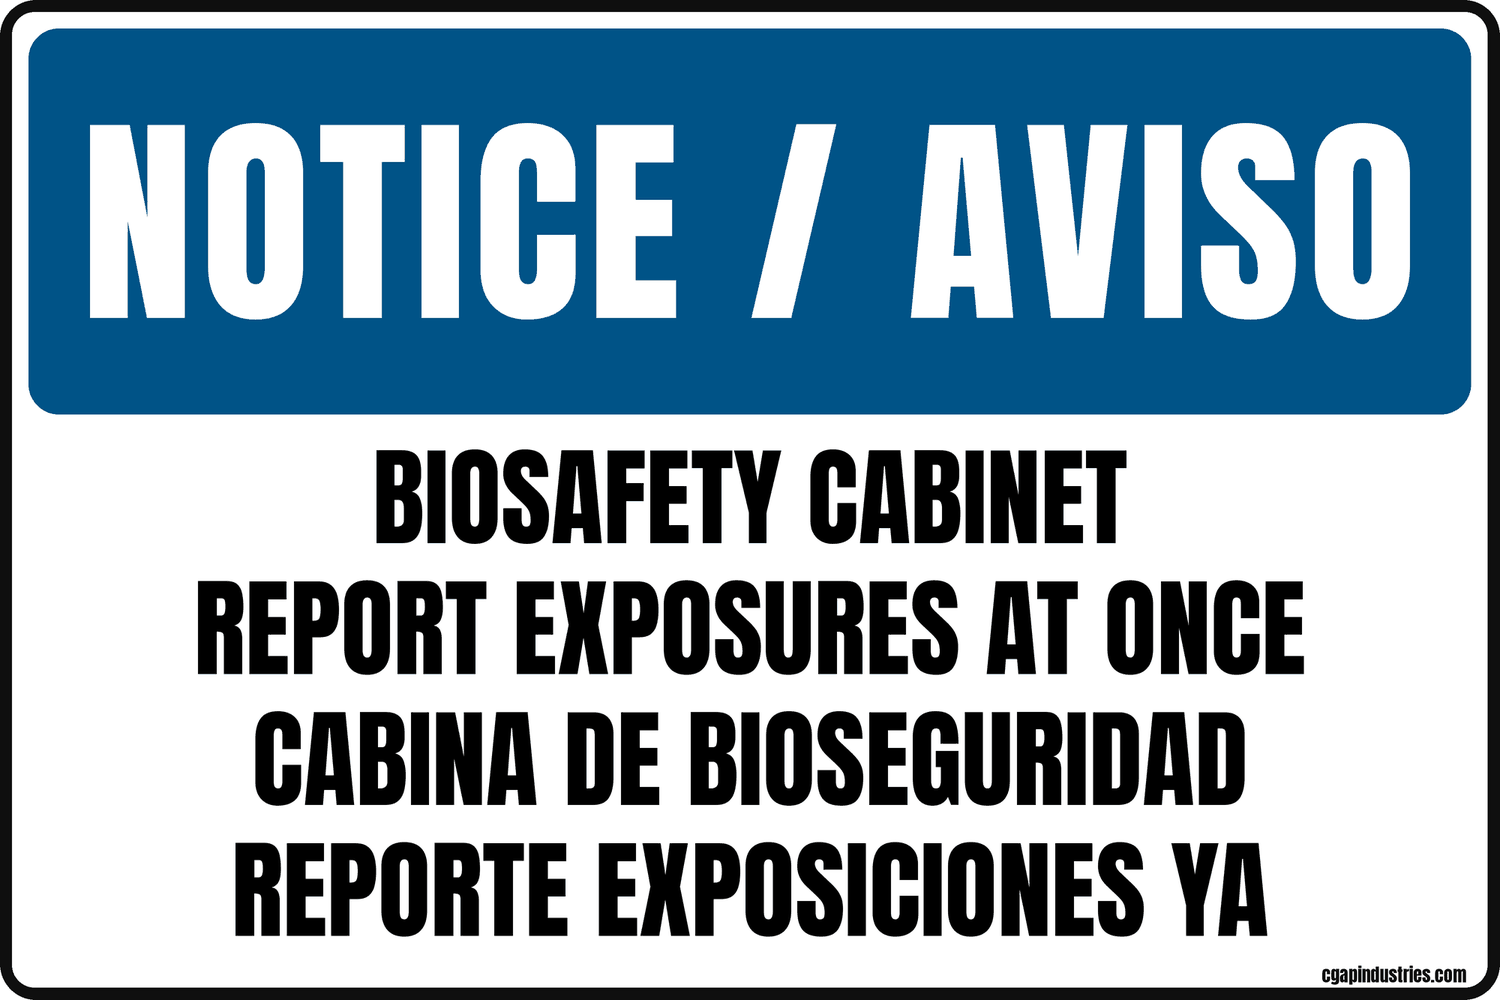 NOTICE / AVISO
BIOSAFETY CABINET
REPORT EXPOSURES AT ONCE
CABINA DE BIOSEGURIDAD
REPORTE EXPOSICIONES YA
cgapindustries.com